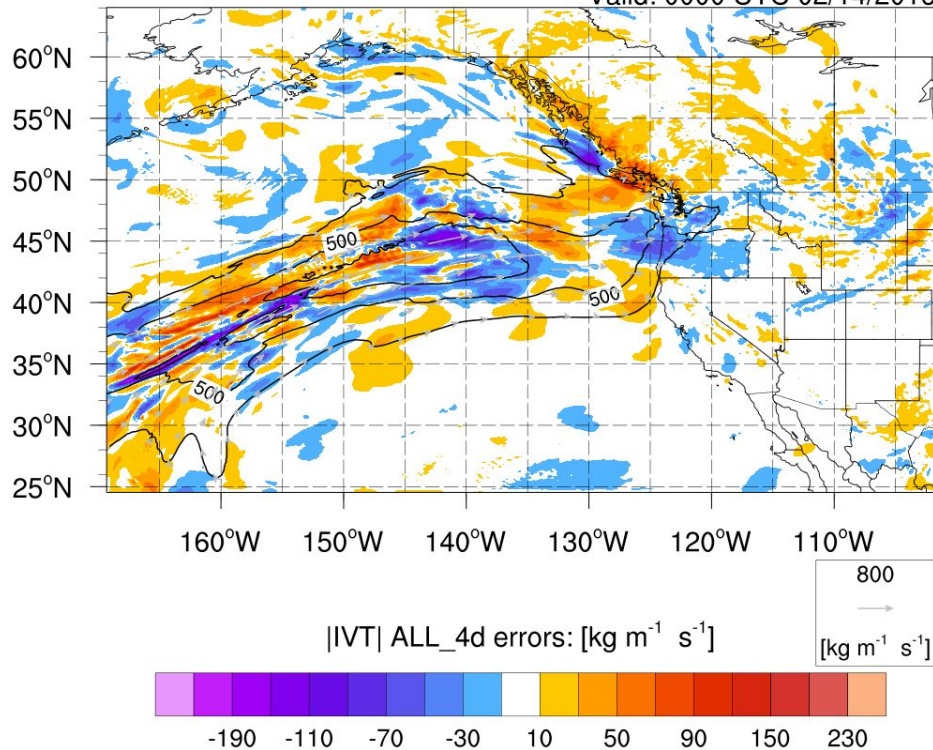 60°N
55°N
50°N
45°N
40°N
35°N
30°N
25°N
500
500
500
160°W 150°W 140°W 130°W 120°W 110°W
800
[kg m⁻¹ s⁻¹]
|IVT| ALL_4d errors: [kg m⁻¹ s⁻¹]
-190 -110 -70 -30 10 50 90 150 230